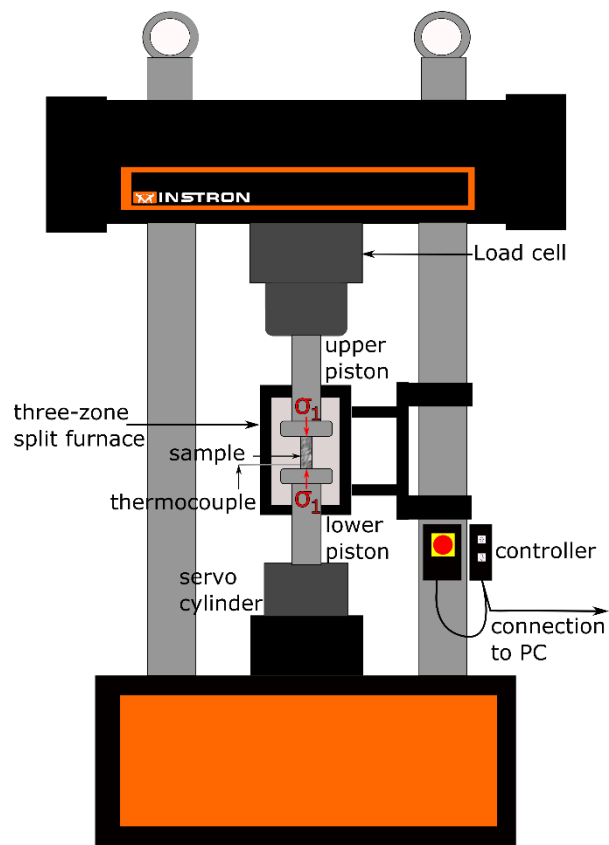 INSTRON
Load cell
upper
piston
three-zone
split furnace
σ1
sample
thermocouple
σ1
lower
piston
servo
cylinder
controller
connection
to PC